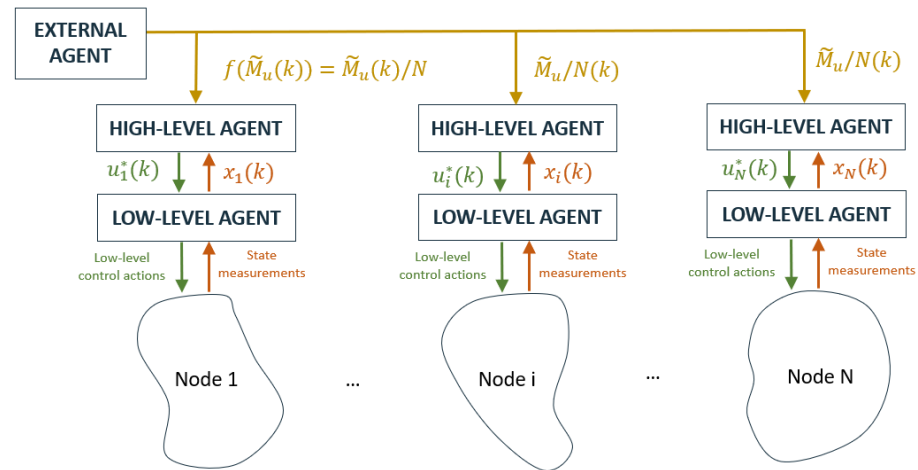 EXTERNAL
AGENT
f(M̃ᵤ(k)) = M̃ᵤ(k)/N
M̃ᵤ/N(k)
M̃ᵤ/N(k)
HIGH-LEVEL AGENT
HIGH-LEVEL AGENT
HIGH-LEVEL AGENT
u₁*(k)
x₁(k)
uᵢ*(k)
xᵢ(k)
u_N*(k)
x_N(k)
LOW-LEVEL AGENT
LOW-LEVEL AGENT
LOW-LEVEL AGENT
Low-level
control actions
State
measurements
Low-level
control actions
State
measurements
Low-level
control actions
State
measurements
Node 1
...
Node i
...
Node N